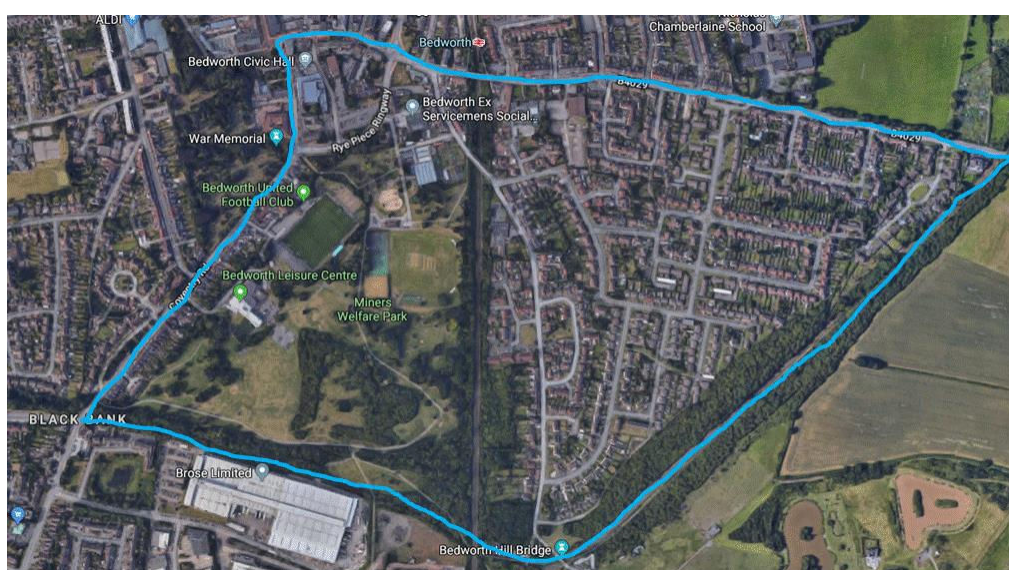 ALDI
Bedworth
Chamberlaine School
Bedworth Civic Hall
Bedworth Ex
Servicemens Social...
B4029
War Memorial
Rye Piece Ringway
B4029
Bedworth United
Football Club
Coventry Rd
Bedworth Leisure Centre
Miners
Welfare Park
BLACK BANK
Brose Limited
Bedworth Hill Bridge